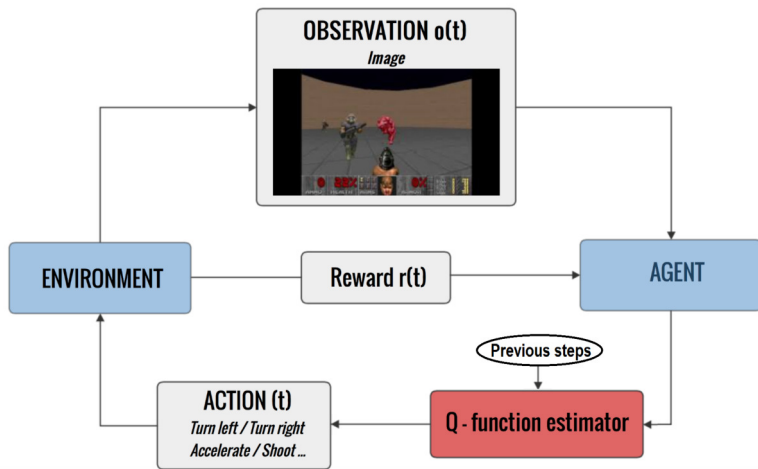 OBSERVATION o(t)
Image
ENVIRONMENT
Reward r(t)
AGENT
Previous steps
ACTION (t)
Turn left / Turn right
Accelerate / Shoot ...
Q - function estimator